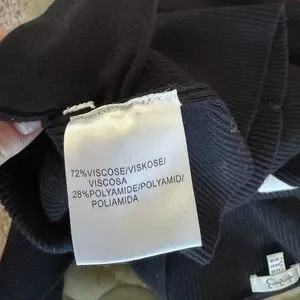 72%VISCOSE/VISKOSE/
VISCOSA
28%POLYAMIDE/POLYAMID/
POLIAMIDA